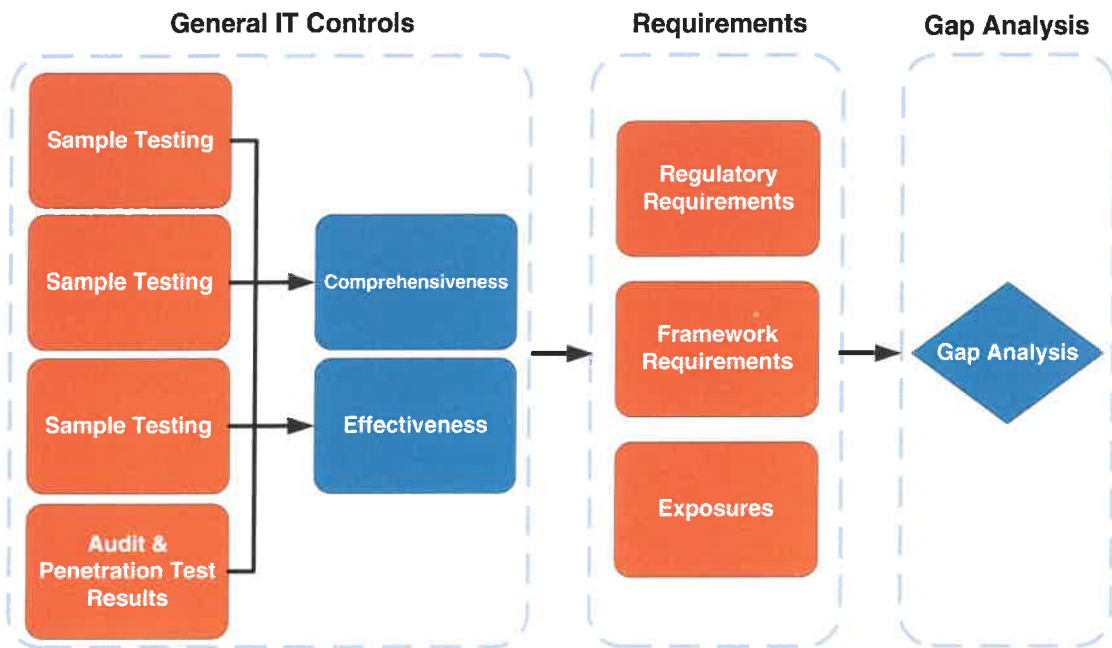 General IT Controls
Requirements
Gap Analysis
Sample Testing
Sample Testing
Sample Testing
Audit &
Penetration Test
Results
Comprehensiveness
Effectiveness
Regulatory
Requirements
Framework
Requirements
Exposures
Gap Analysis